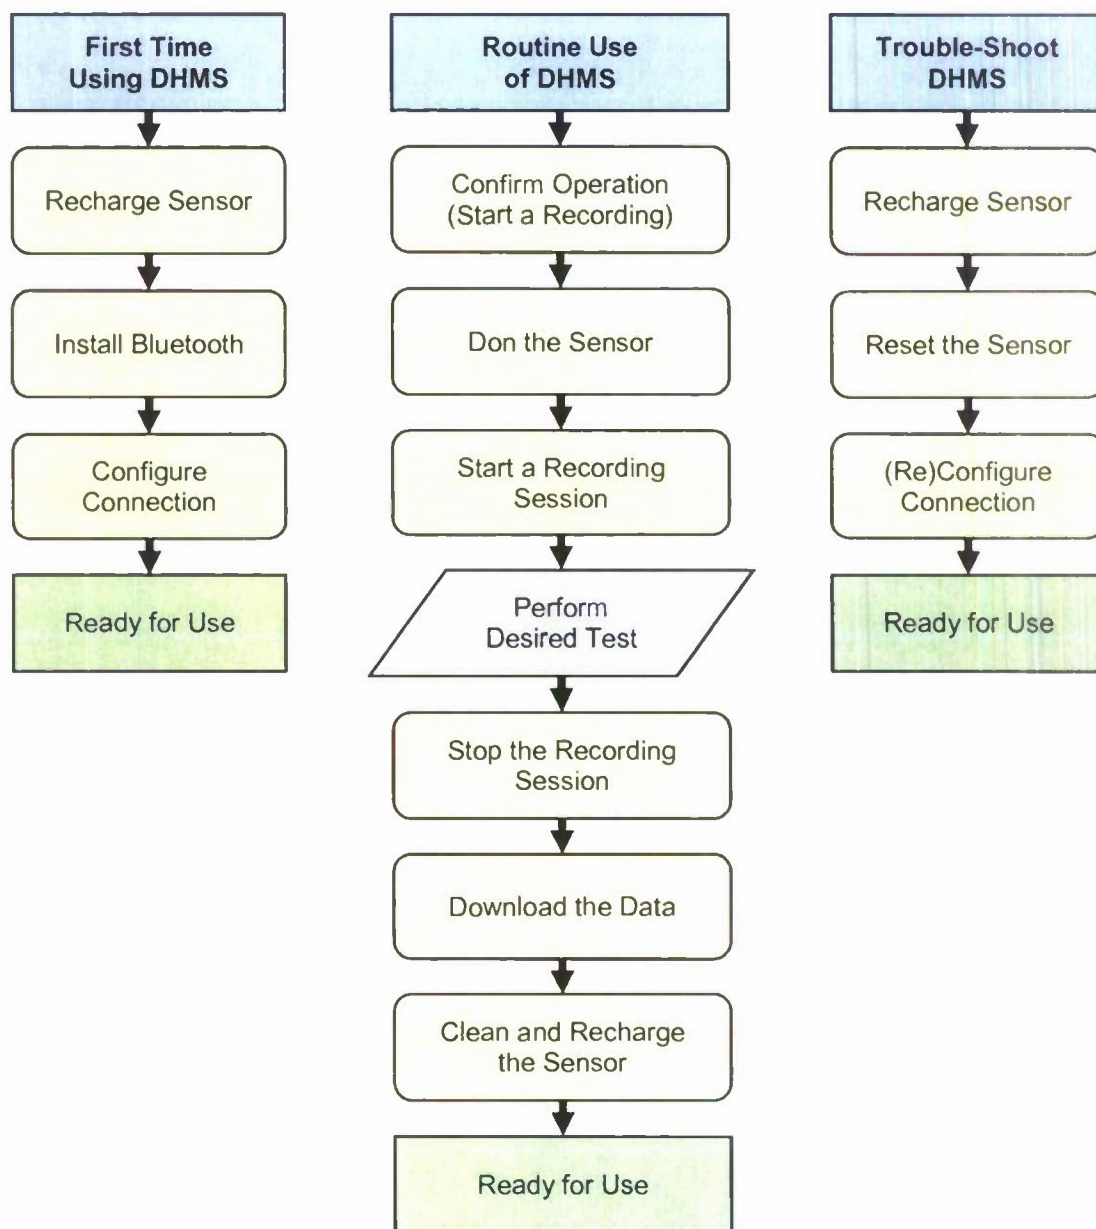 First Time
Using DHMS
Recharge Sensor
Install Bluetooth
Configure
Connection
Ready for Use
Routine Use
of DHMS
Confirm Operation
(Start a Recording)
Don the Sensor
Start a Recording
Session
Perform
Desired Test
Stop the Recording
Session
Download the Data
Clean and Recharge
the Sensor
Ready for Use
Trouble-Shoot
DHMS
Recharge Sensor
Reset the Sensor
(Re)Configure
Connection
Ready for Use